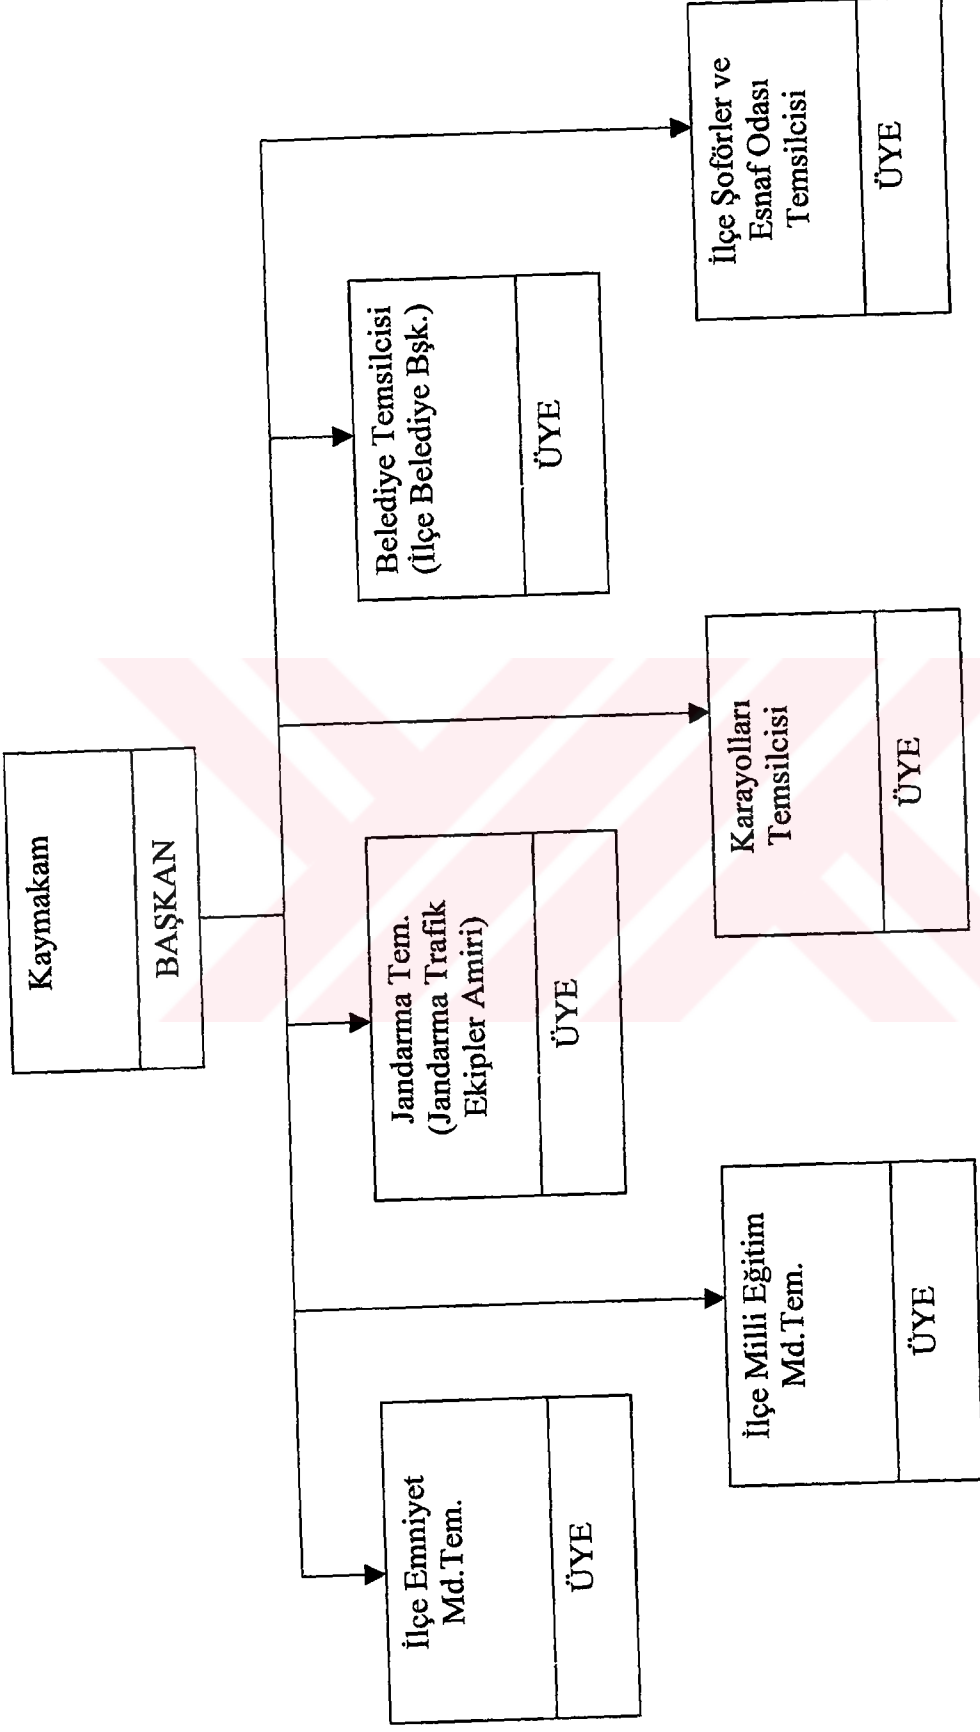 Kaymakam
BAŞKAN
İlçe Emniyet
Md.Tem.
ÜYE
Jandarma Tem.
(Jandarma Trafik
Ekipler Amiri)
ÜYE
Belediye Temsilcisi
(İlçe Belediye Bşk.)
ÜYE
İlçe Milli Eğitim
Md.Tem.
ÜYE
Karayolları
Temsilcisi
ÜYE
İlçe Şoförler ve
Esnaf Odası
Temsilcisi
ÜYE